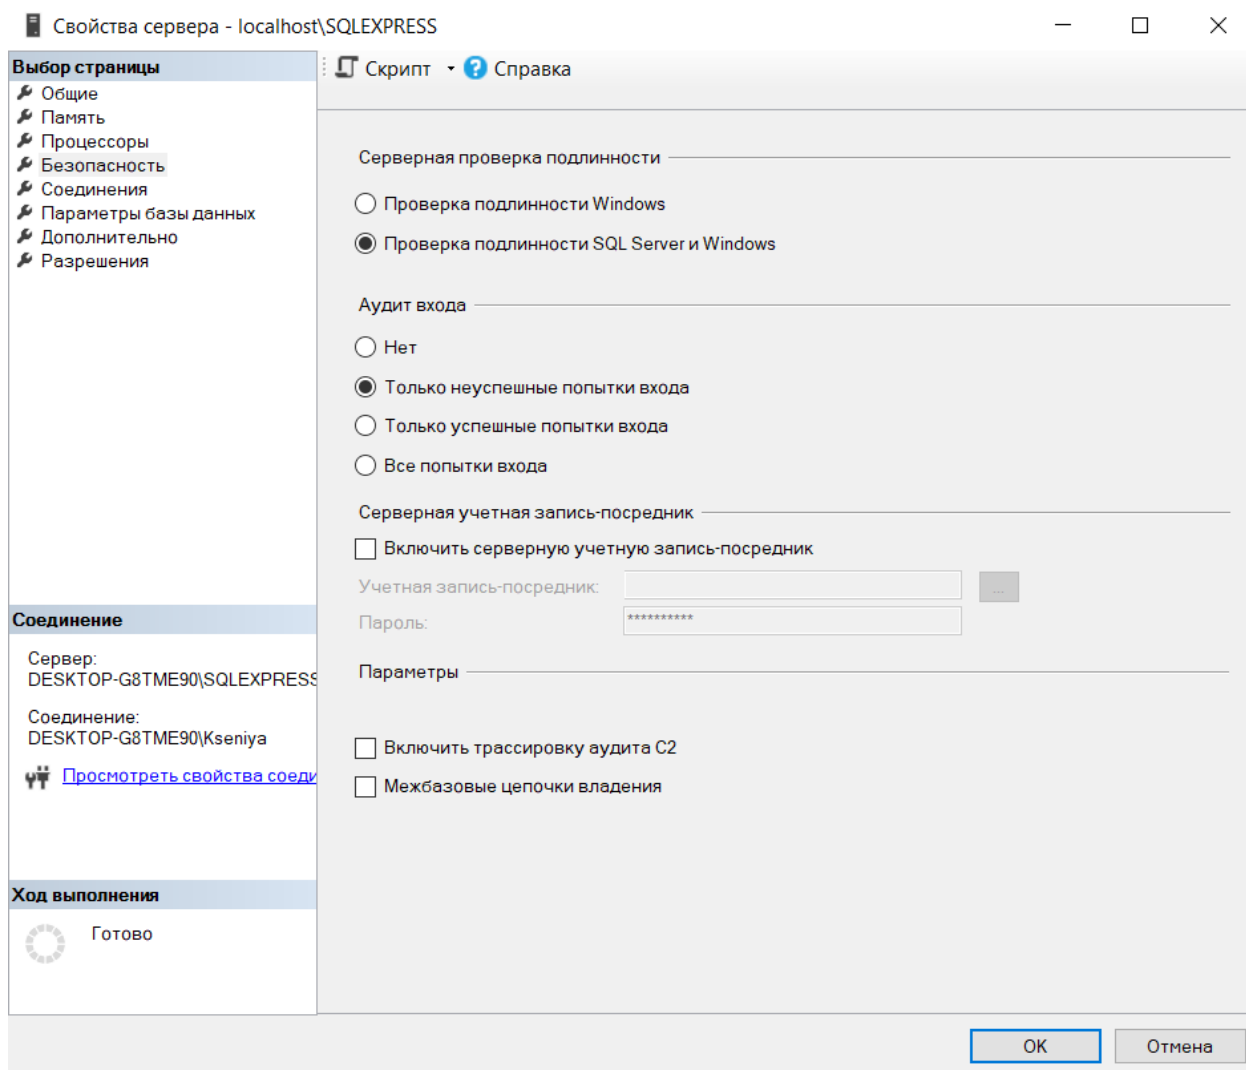 Свойства сервера - localhost\SQLEXPRESS
Выбор страницы
Общие
Память
Процессоры
Безопасность
Соединения
Параметры базы данных
Дополнительно
Разрешения
Скрипт
Справка
Серверная проверка подлинности
Проверка подлинности Windows
Проверка подлинности SQL Server и Windows
Аудит входа
Нет
Только неуспешные попытки входа
Только успешные попытки входа
Все попытки входа
Серверная учетная запись-посредник
Включить серверную учетную запись-посредник
Учетная запись-посредник:
...
Пароль:
**********
Параметры
Включить трассировку аудита C2
Межбазовые цепочки владения
Соединение
Сервер:
DESKTOP-G8TME90\SQLEXPRESS
Соединение:
DESKTOP-G8TME90\Kseniya
Просмотреть свойства соеди
Ход выполнения
Готово
OK
Отмена